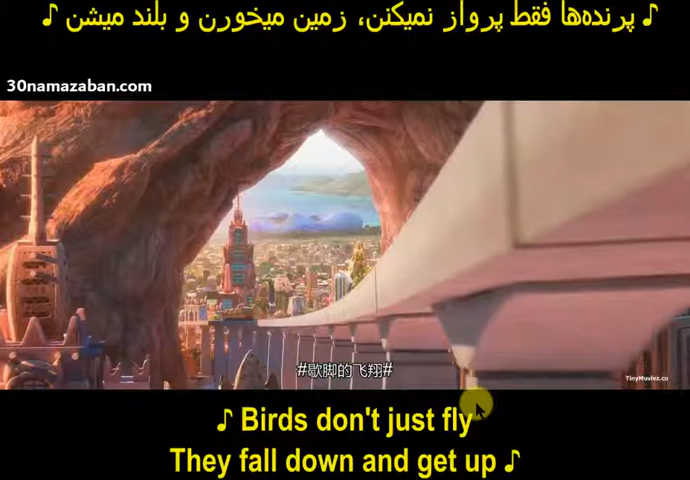 ♪ پرنده‌ها فقط پرواز نمیکنن، زمین میخورن و بلند میشن ♪
30namazaban.com
#歇脚的飞翔#
TinyMoviez.co
♪ Birds don't just fly
They fall down and get up ♪